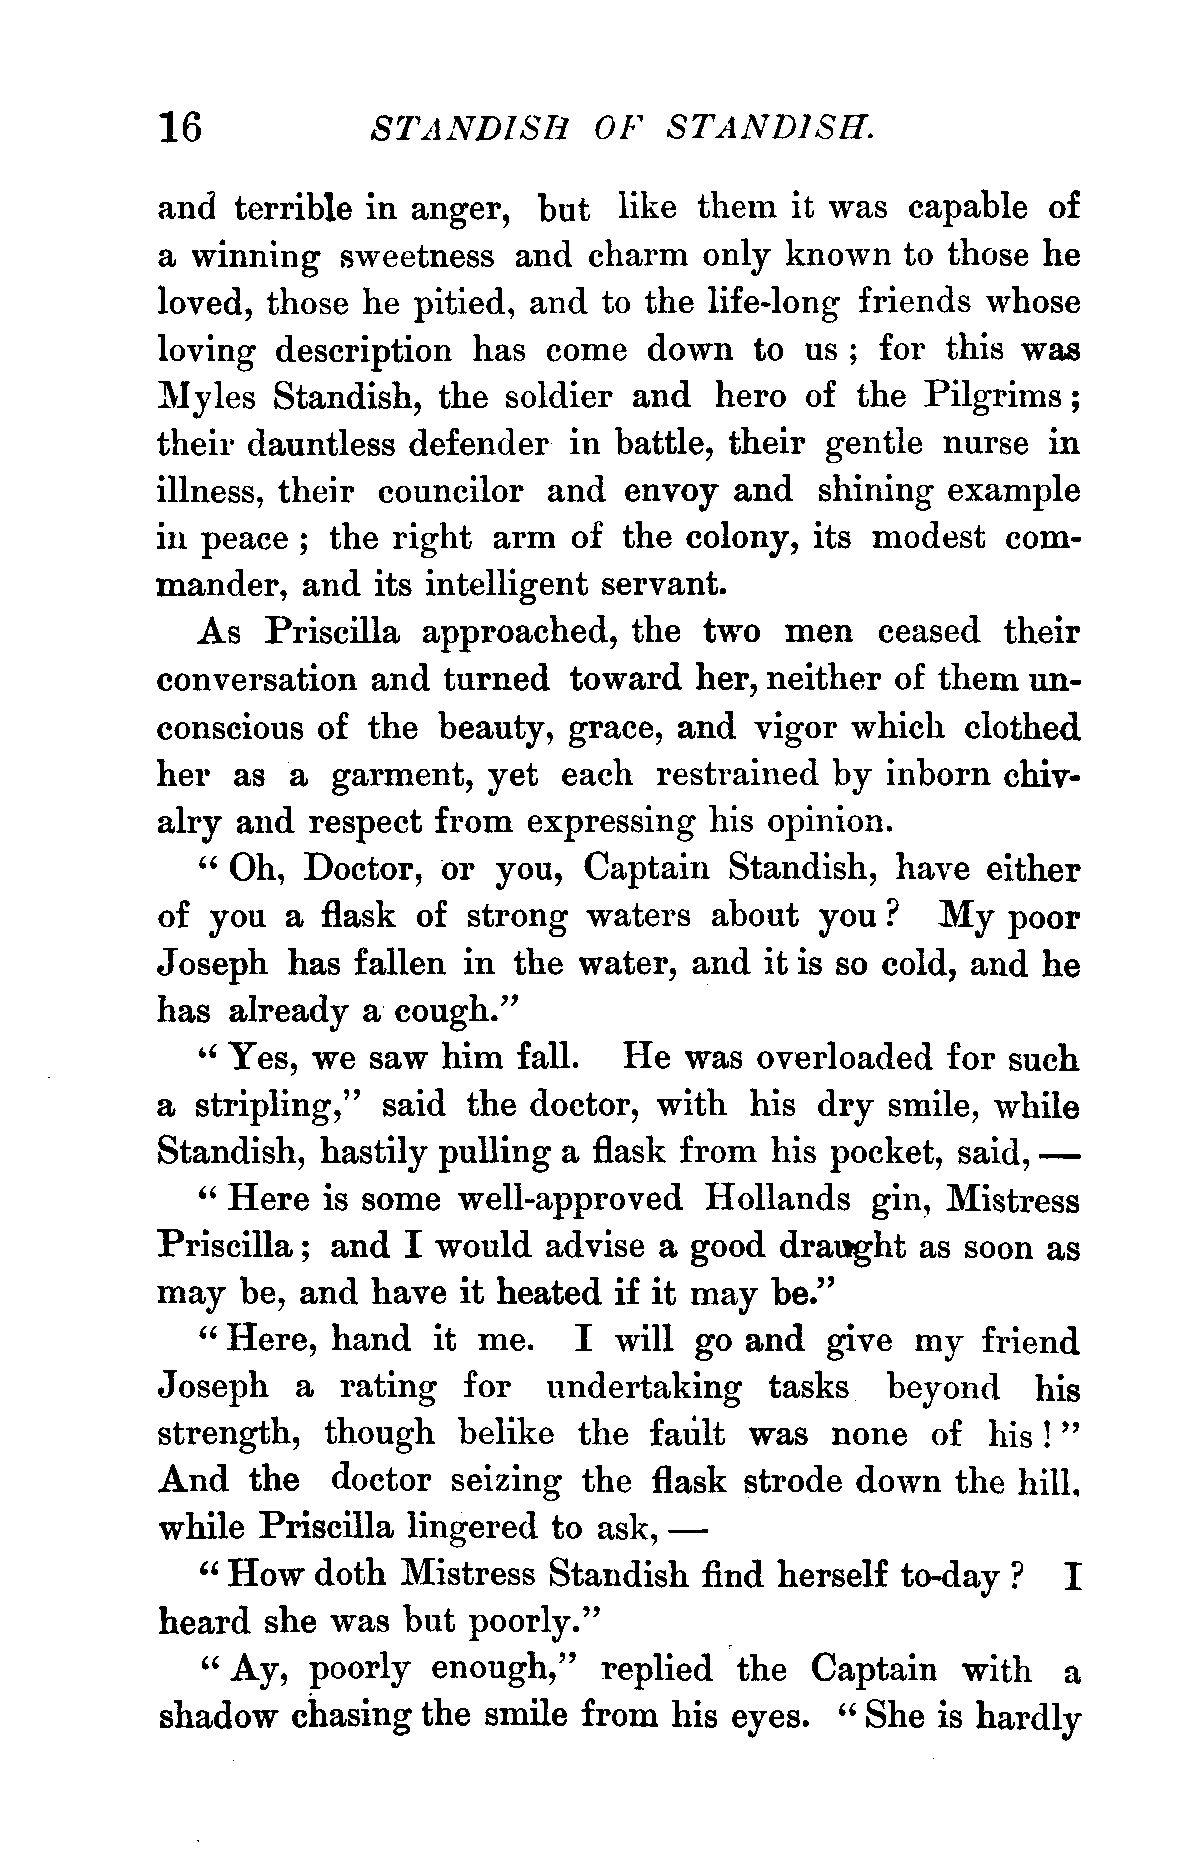 16 STANDISH OF STANDISH.
and terrible in anger, but like them it was capable of
a winning sweetness and charm only known to those he
loved, those he pitied, and to the life-long friends whose
loving description has come down to us ; for this was
Myles Standish, the soldier and hero of the Pilgrims ;
their dauntless defender in battle, their gentle nurse in
illness, their councilor and envoy and shining example
in peace ; the right arm of the colony, its modest com-
mander, and its intelligent servant.
As Priscilla approached, the two men ceased their
conversation and turned toward her, neither of them un-
conscious of the beauty, grace, and vigor which clothed
her as a garment, yet each restrained by inborn chiv-
alry and respect from expressing his opinion.
“ Oh, Doctor, or you, Captain Standish, have either
of you a flask of strong waters about you ? My poor
Joseph has fallen in the water, and it is so cold, and he
has already a cough.”
“ Yes, we saw him fall. He was overloaded for such
a stripling,” said the doctor, with his dry smile, while
Standish, hastily pulling a flask from his pocket, said, —
“ Here is some well-approved Hollands gin, Mistress
Priscilla ; and I would advise a good draught as soon as
may be, and have it heated if it may be.”
“ Here, hand it me. I will go and give my friend
Joseph a rating for undertaking tasks beyond his
strength, though belike the fault was none of his ! ”
And the doctor seizing the flask strode down the hill,
while Priscilla lingered to ask, —
“ How doth Mistress Standish find herself to-day ? I
heard she was but poorly.”
“ Ay, poorly enough,” replied the Captain with a
shadow chasing the smile from his eyes. “ She is hardly